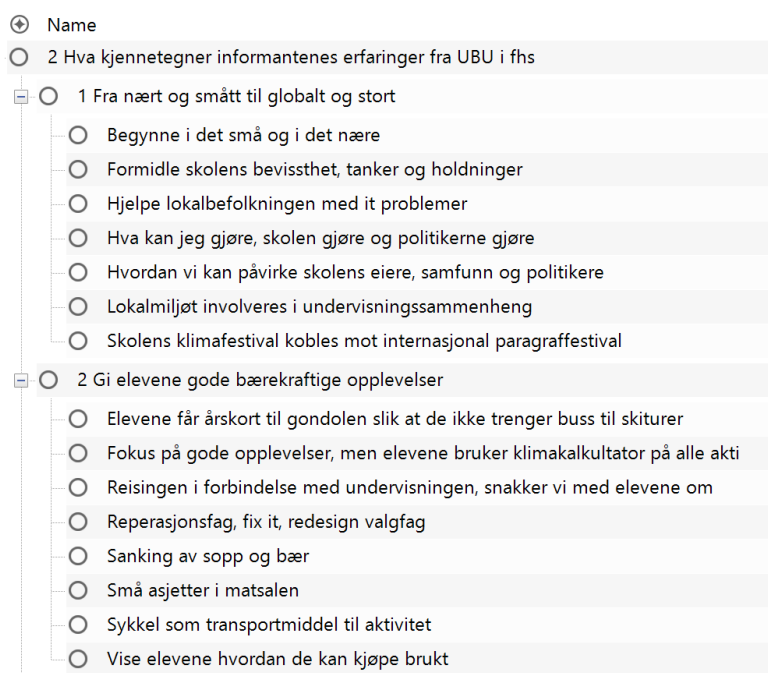 Name
2 Hva kjennetegner informantenes erfaringer fra UBU i fhs
1 Fra nært og smått til globalt og stort
Begynne i det små og i det nære
Formidle skolens bevissthet, tanker og holdninger
Hjelpe lokalbefolkningen med it problemer
Hva kan jeg gjøre, skolen gjøre og politikerne gjøre
Hvordan vi kan påvirke skolens eiere, samfunn og politikere
Lokalmiljøt involveres i undervisningssammenheng
Skolens klimafestival kobles mot internasjonal paragraffestival
2 Gi elevene gode bærekraftige opplevelser
Elevene får årskort til gondolen slik at de ikke trenger buss til skiturer
Fokus på gode opplevelser, men elevene bruker klimakalkultator på alle akti
Reisingen i forbindelse med undervisningen, snakker vi med elevene om
Reperasjonsfag, fix it, redesign valgfag
Sanking av sopp og bær
Små asjetter i matsalen
Sykkel som transportmiddel til aktivitet
Vise elevene hvordan de kan kjøpe brukt